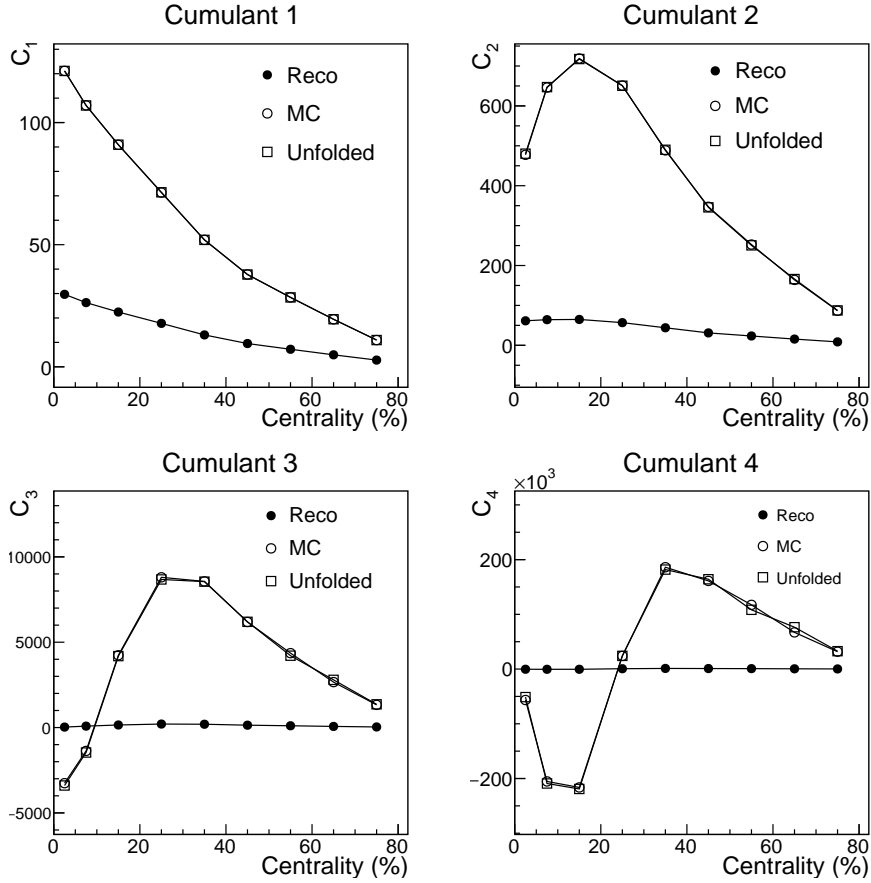 Cumulant 1
C1
100
50
0
Reco
MC
Unfolded
0 20 40 60 80
Centrality (%)
Cumulant 2
C2
600
400
200
0
Reco
MC
Unfolded
0 20 40 60 80
Centrality (%)
Cumulant 3
C3
10000
5000
0
−5000
Reco
MC
Unfolded
0 20 40 60 80
Centrality (%)
Cumulant 4
×10³
C4
200
0
−200
Reco
MC
Unfolded
0 20 40 60 80
Centrality (%)